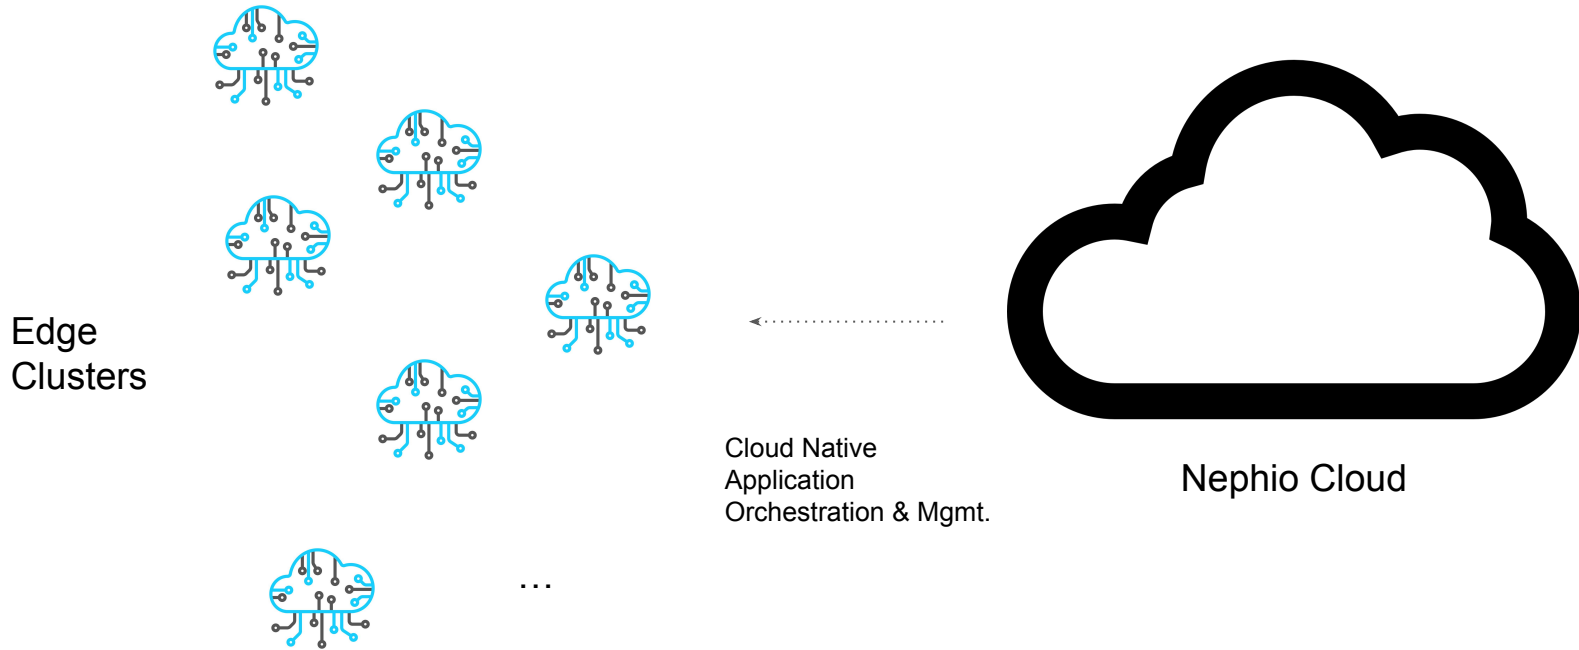 Edge
Clusters
Cloud Native
Application
Orchestration & Mgmt.
Nephio Cloud
...